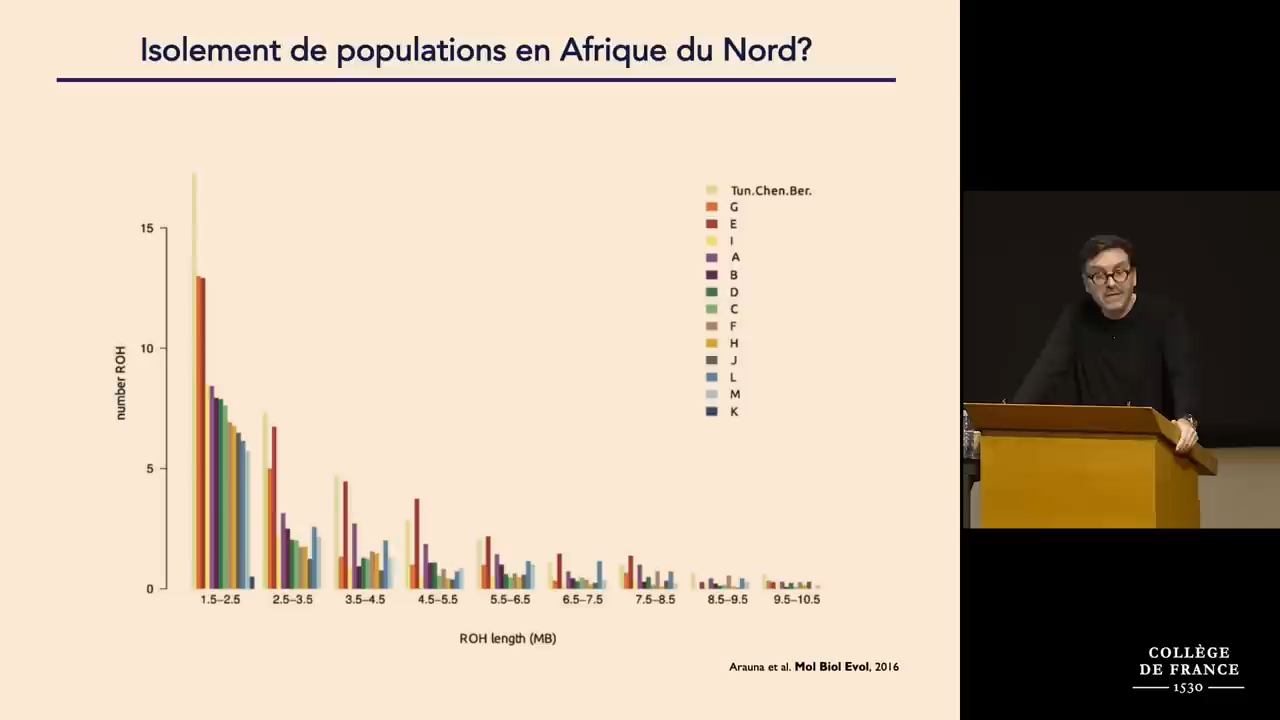 Isolement de populations en Afrique du Nord?
15
10
5
0
number ROH
Tun.Chen.Ber.
G
E
I
A
B
D
C
F
H
J
L
M
K
1.5–2.5
2.5–3.5
3.5–4.5
4.5–5.5
5.5–6.5
6.5–7.5
7.5–8.5
8.5–9.5
9.5–10.5
ROH length (MB)
Arauna et al. Mol Biol Evol, 2016
COLLÈGE
DE FRANCE
1530